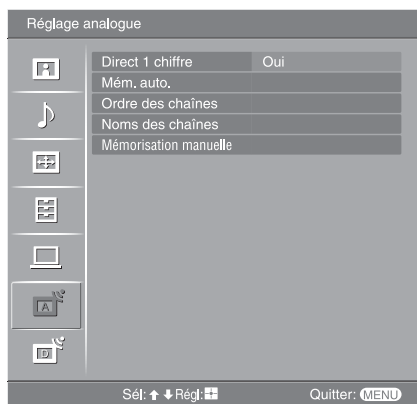 Réglage analogue
Direct 1 chiffre Oui
Mém. auto.
Ordre des chaînes
Noms des chaînes
Mémorisation manuelle
A
D
Sél: ↑ ↓ Régl: Quitter: MENU